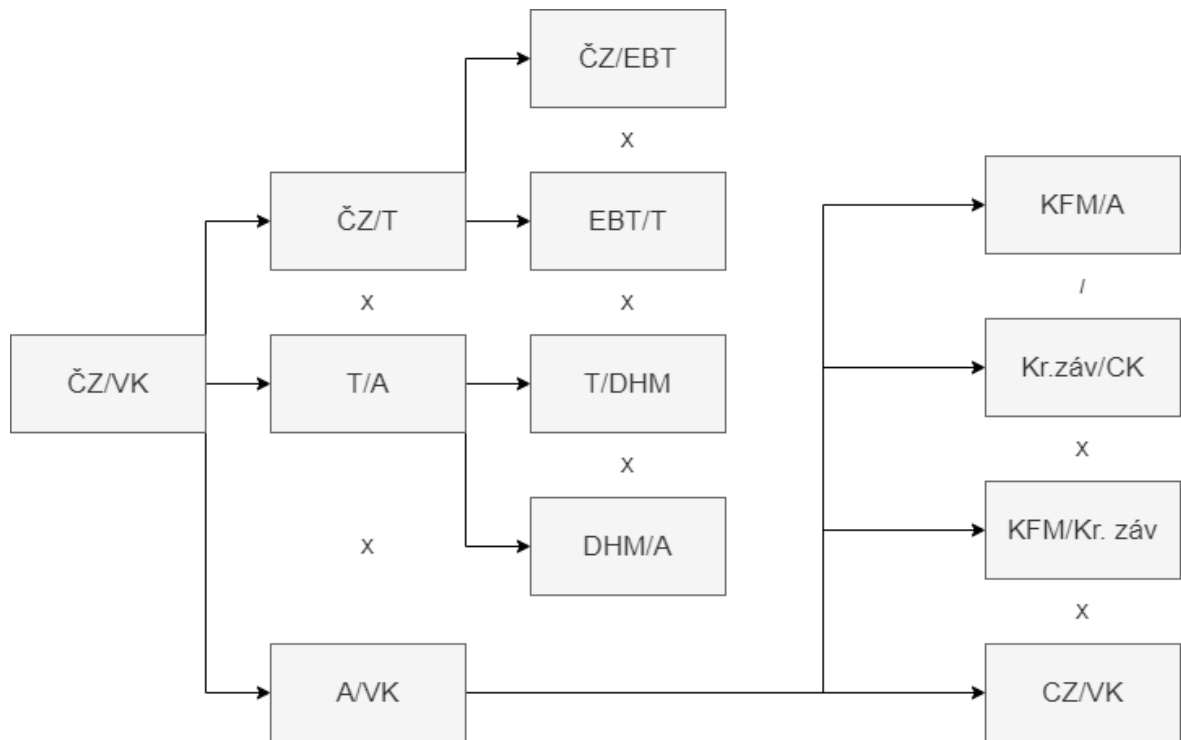 ČZ/EBT
x
ČZ/T
EBT/T
KFM/A
x
x
/
ČZ/VK
T/A
T/DHM
Kr.záv/CK
x
x
x
DHM/A
KFM/Kr. záv
x
A/VK
CZ/VK